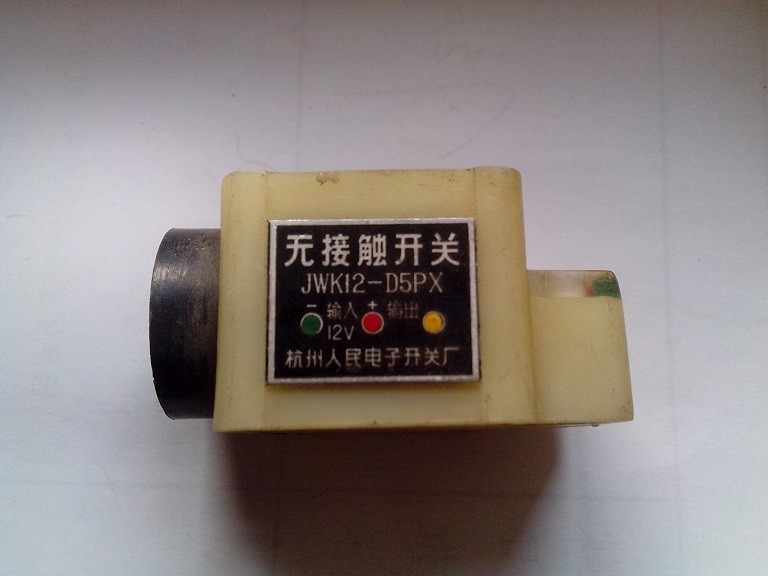 无接触开关
JWK12-D5PX
- 输入 + 输出
12V
杭州人民电子开关厂